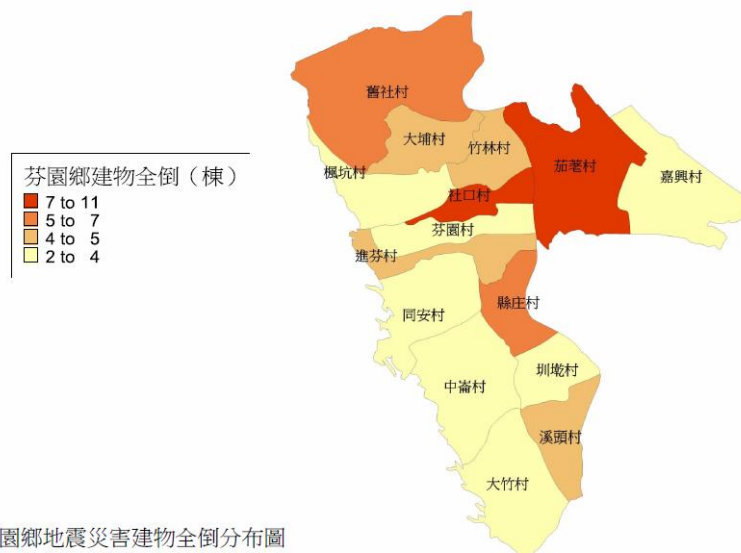 舊社村
大埔村
竹林村
茄荖村
嘉興村
楓坑村
社口村
芬園村
進芬村
縣庄村
同安村
圳墘村
中崙村
溪頭村
大竹村
芬園鄉建物全倒（棟）
7 to 11
5 to 7
4 to 5
2 to 4
園鄉地震災害建物全倒分布圖